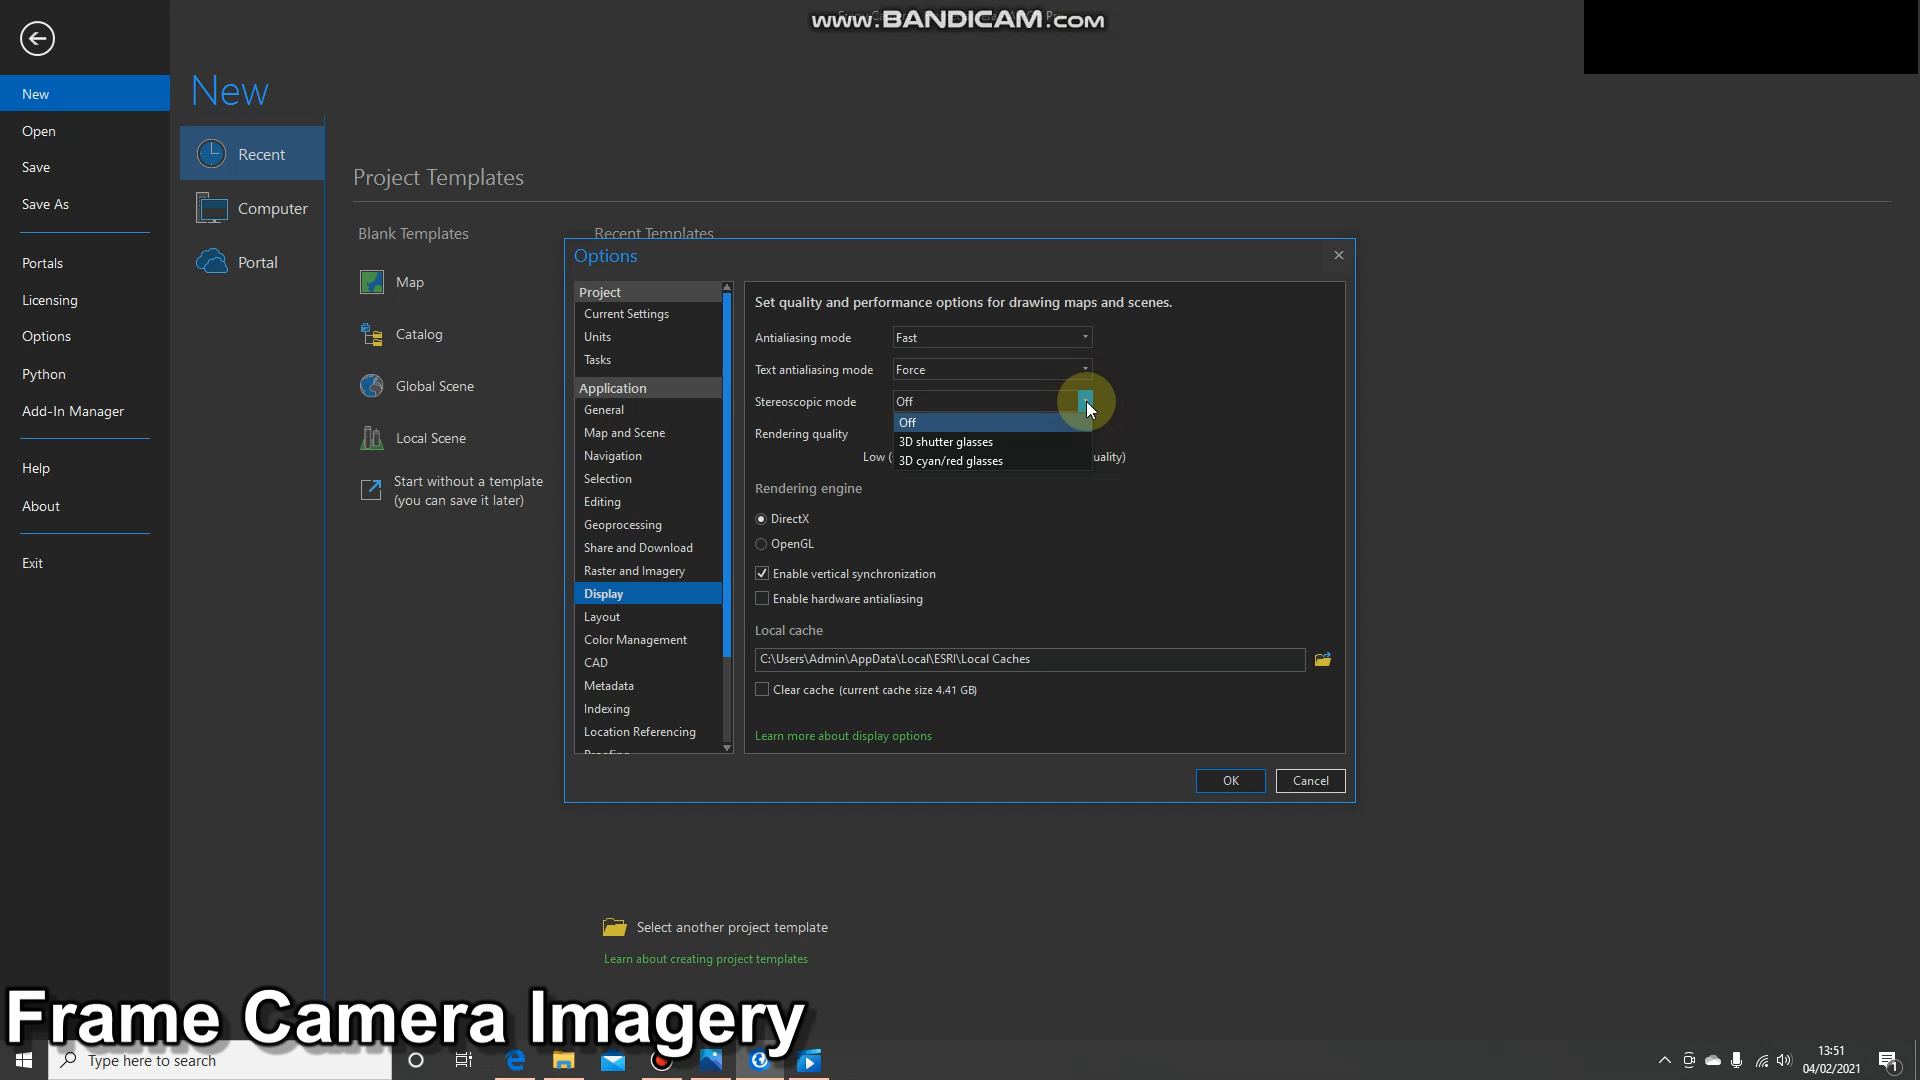 www.BANDICAM.com
New
New
Open
Save
Save As
Portals
Licensing
Options
Python
Add-In Manager
Help
About
Exit
Recent
Computer
Portal
Project Templates
Blank Templates
Recent Templates
Map
Catalog
Global Scene
Local Scene
Start without a template
(you can save it later)
Select another project template
Learn about creating project templates
Options
Project
Current Settings
Units
Tasks
Application
General
Map and Scene
Navigation
Selection
Editing
Geoprocessing
Share and Download
Raster and Imagery
Display
Layout
Color Management
CAD
Metadata
Indexing
Location Referencing
Set quality and performance options for drawing maps and scenes.
Antialiasing mode Fast
Text antialiasing mode Force
Stereoscopic mode Off
Off
3D shutter glasses
3D cyan/red glasses
Rendering quality
Low uality)
Rendering engine
DirectX
OpenGL
Enable vertical synchronization
Enable hardware antialiasing
Local cache
C:\Users\Admin\AppData\Local\ESRI\Local Caches
Clear cache (current cache size 4.41 GB)
Learn more about display options
OK Cancel
Frame Camera Imagery
Type here to search
13:51
04/02/2021
1